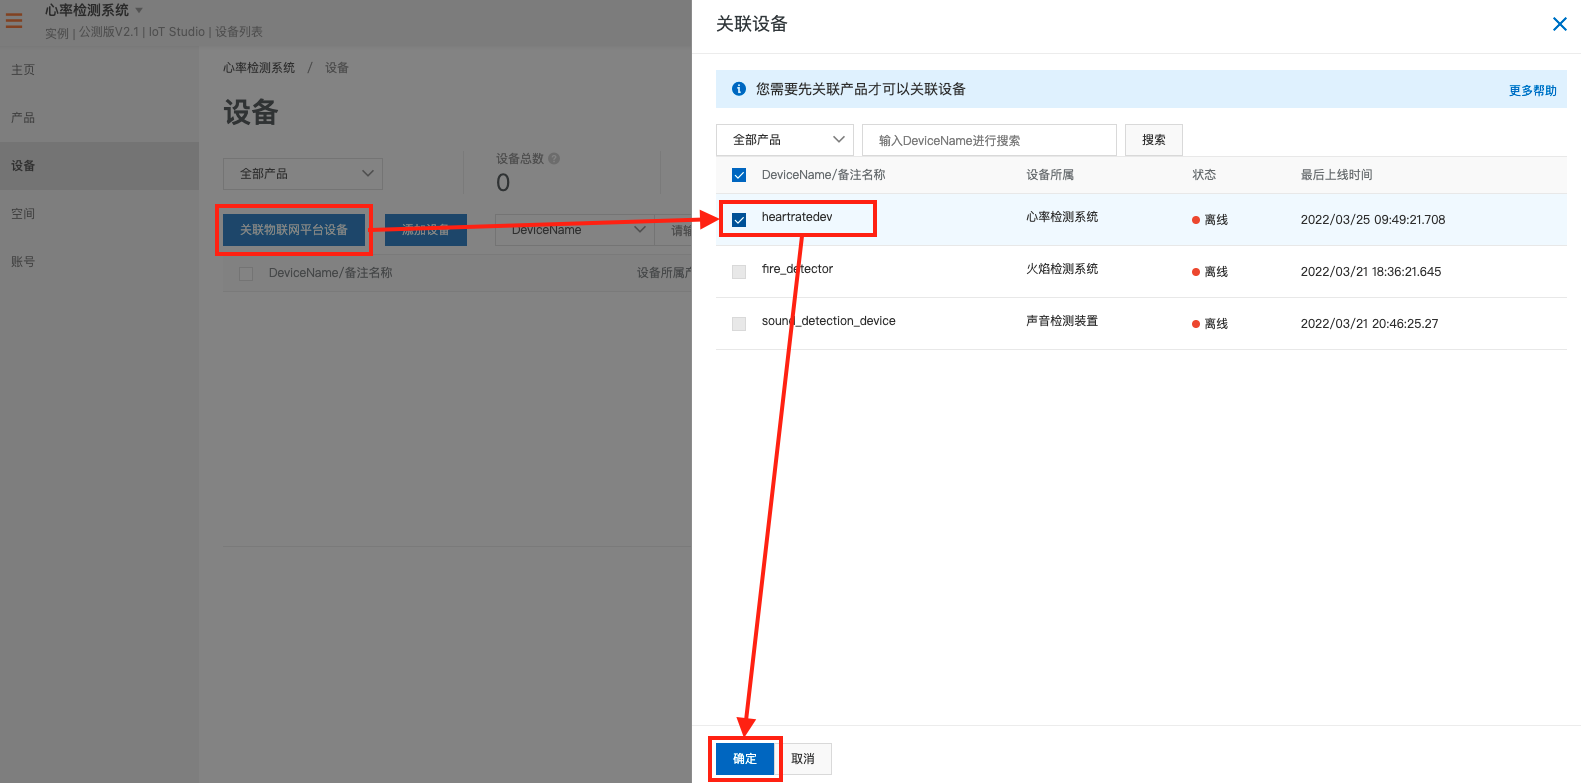 心率检测系统
实例 | 公测版V2.1 | IoT Studio | 设备列表
主页
产品
设备
空间
账号
心率检测系统 / 设备
设备
全部产品
设备总数
0
关联物联网平台设备
添加设备
DeviceName
请输
DeviceName/备注名称
设备所属产
关联设备
您需要先关联产品才可以关联设备
更多帮助
全部产品
输入DeviceName进行搜索
搜索
DeviceName/备注名称 设备所属 状态 最后上线时间
heartratedev 心率检测系统 离线 2022/03/25 09:49:21.708
fire_detector 火焰检测系统 离线 2022/03/21 18:36:21.645
sound_detection_device 声音检测装置 离线 2022/03/21 20:46:25.27
确定
取消